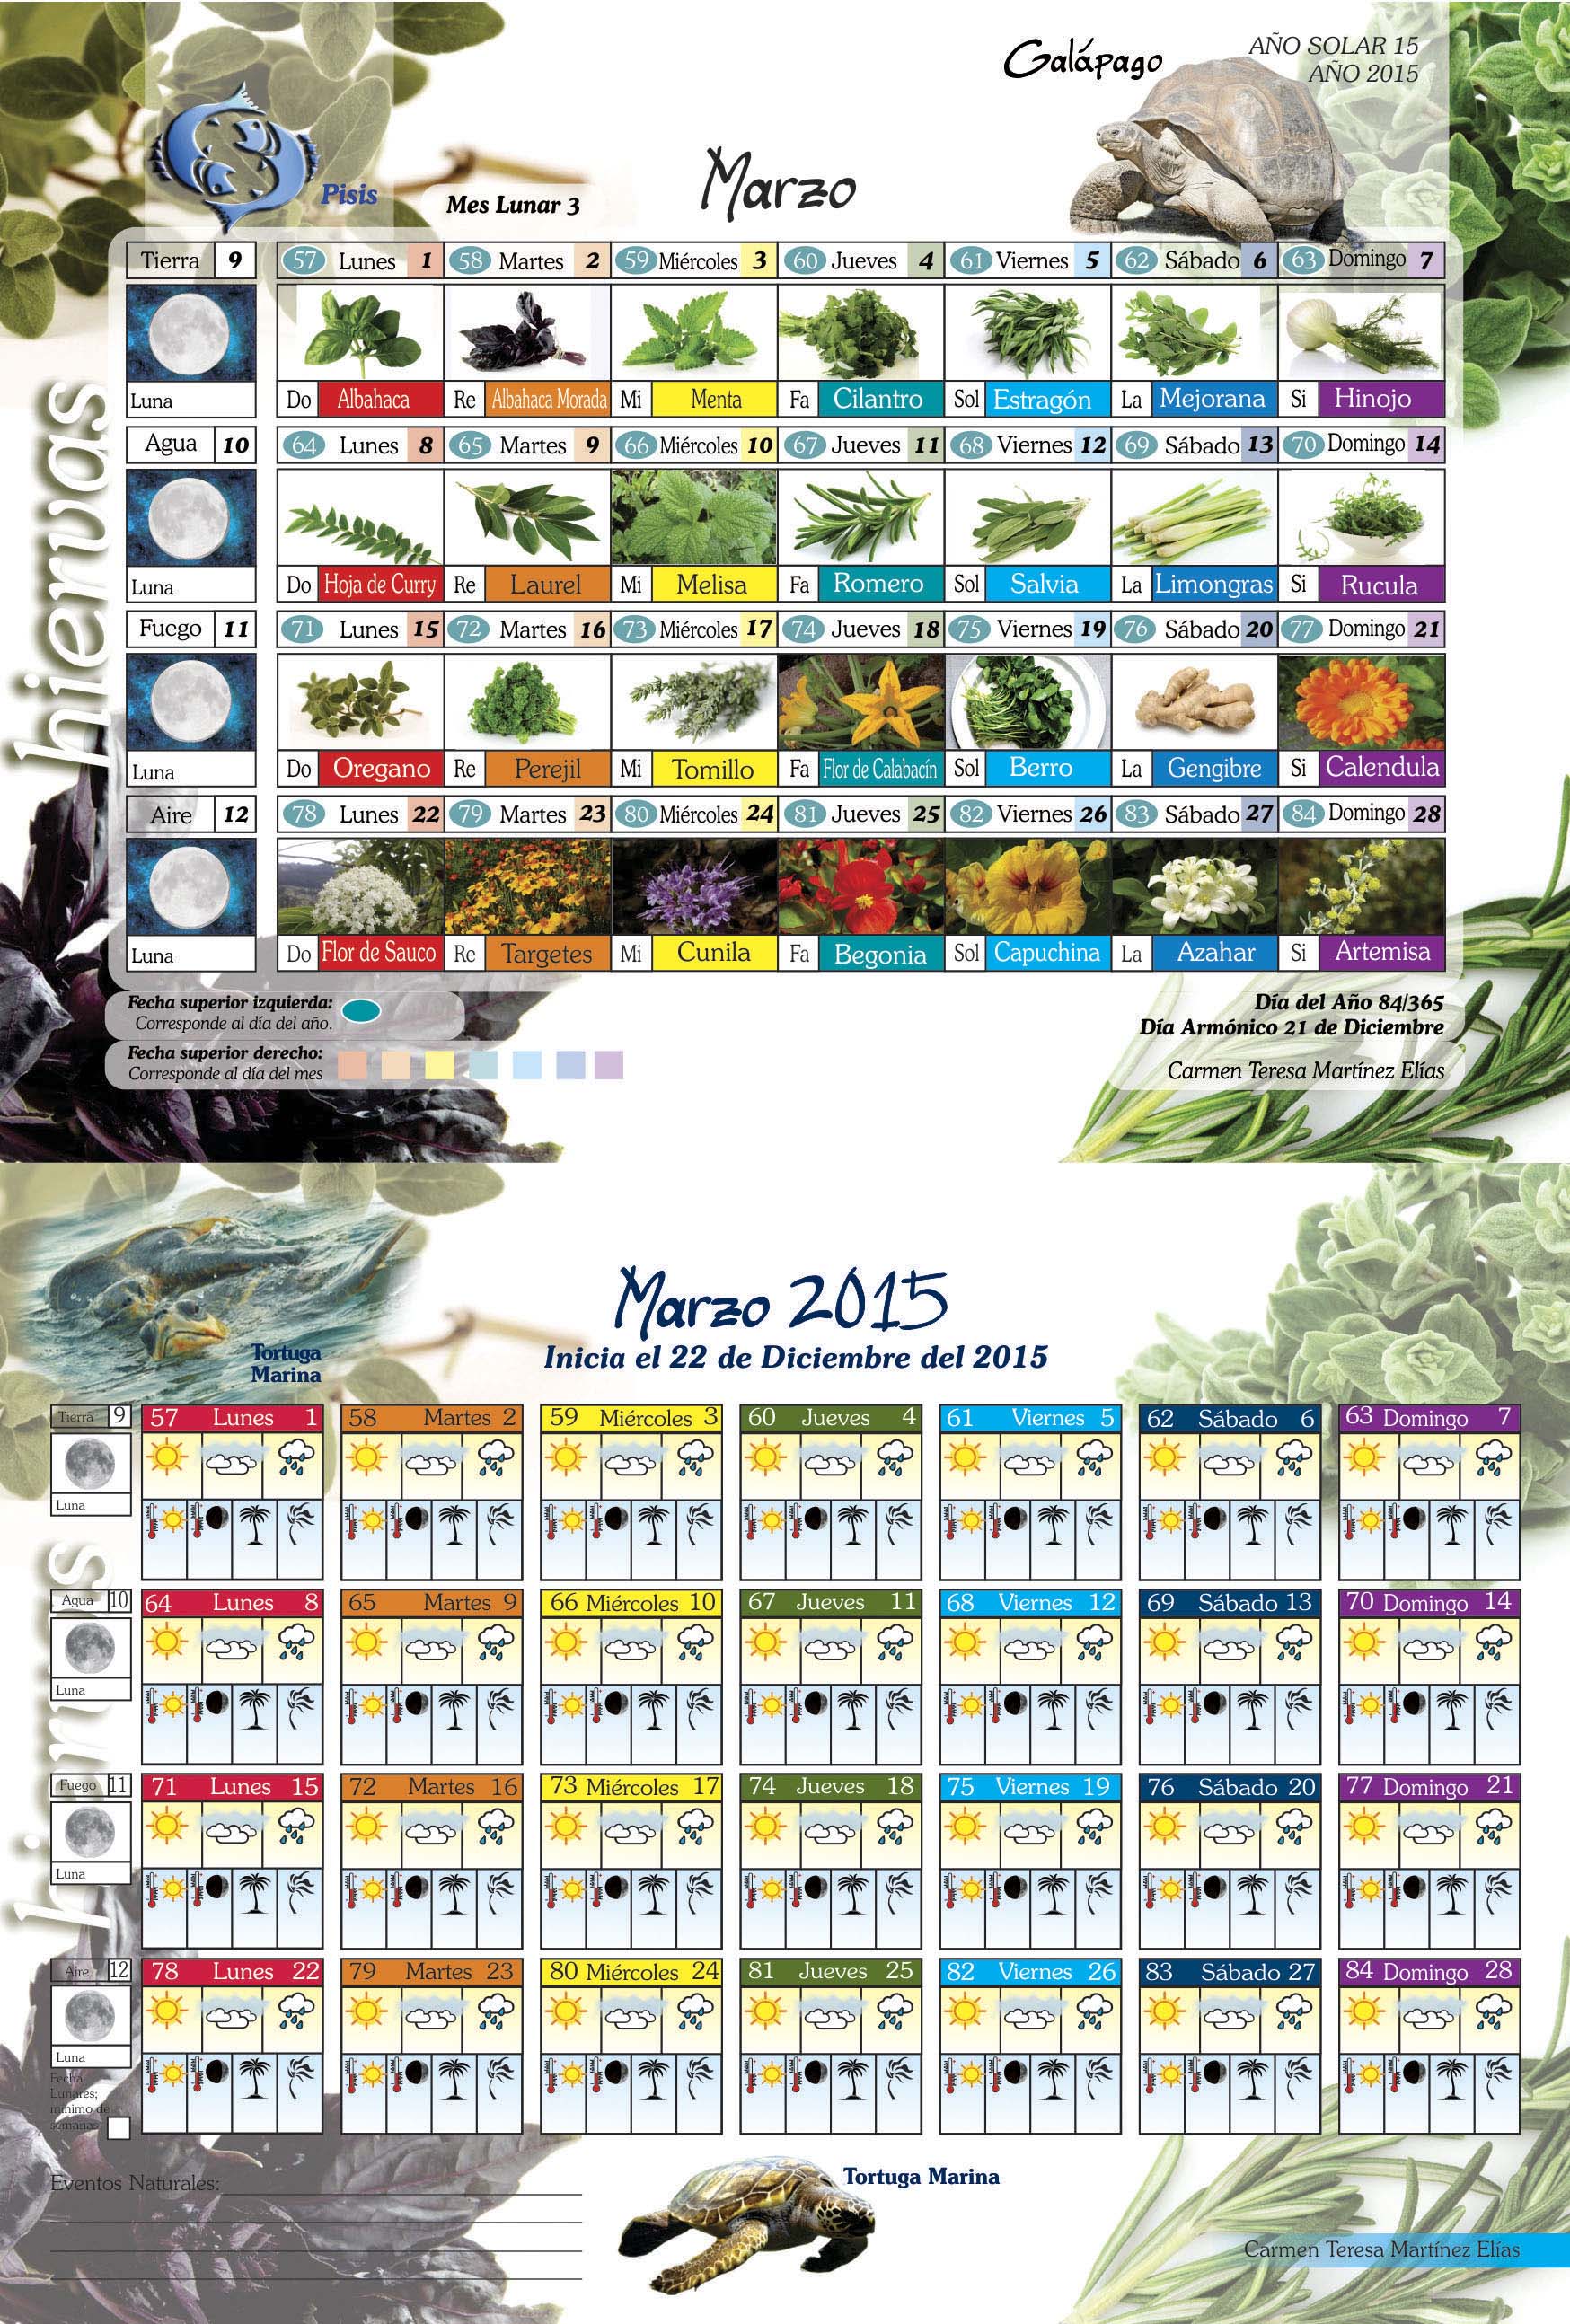 Galápago
AÑO SOLAR 15
AÑO 2015
Pisis
Mes Lunar 3
Marzo
hiervas
Tierra 9 57 Lunes 1 58 Martes 2 59 Miércoles 3 60 Jueves 4 61 Viernes 5 62 Sábado 6 63 Domingo 7
Luna Do Albahaca Re Albahaca Morada Mi Menta Fa Cilantro Sol Estragón La Mejorana Si Hinojo
Agua 10 64 Lunes 8 65 Martes 9 66 Miércoles 10 67 Jueves 11 68 Viernes 12 69 Sábado 13 70 Domingo 14
Luna Do Hoja de Curry Re Laurel Mi Melisa Fa Romero Sol Salvia La Limongras Si Rucula
Fuego 11 71 Lunes 15 72 Martes 16 73 Miércoles 17 74 Jueves 18 75 Viernes 19 76 Sábado 20 77 Domingo 21
Luna Do Oregano Re Perejil Mi Tomillo Fa Flor de Calabacín Sol Berro La Gengibre Si Calendula
Aire 12 78 Lunes 22 79 Martes 23 80 Miércoles 24 81 Jueves 25 82 Viernes 26 83 Sábado 27 84 Domingo 28
Luna Do Flor de Sauco Re Targetes Mi Cunila Fa Begonia Sol Capuchina La Azahar Si Artemisa
Fecha superior izquierda:
Corresponde al día del año.
Fecha superior derecho:
Corresponde al día del mes
Día del Año 84/365
Día Armónico 21 de Diciembre
Carmen Teresa Martínez Elías
Tortuga
Marina
Marzo 2015
Inicia el 22 de Diciembre del 2015
hiervas
Tierra 9 57 Lunes 1 58 Martes 2 59 Miércoles 3 60 Jueves 4 61 Viernes 5 62 Sábado 6 63 Domingo 7
Luna
Agua 10 64 Lunes 8 65 Martes 9 66 Miércoles 10 67 Jueves 11 68 Viernes 12 69 Sábado 13 70 Domingo 14
Luna
Fuego 11 71 Lunes 15 72 Martes 16 73 Miércoles 17 74 Jueves 18 75 Viernes 19 76 Sábado 20 77 Domingo 21
Luna
Aire 12 78 Lunes 22 79 Martes 23 80 Miércoles 24 81 Jueves 25 82 Viernes 26 83 Sábado 27 84 Domingo 28
Luna
Fecha
Lunares;
mínimo de
semanas
Eventos Naturales:
Tortuga Marina
Carmen Teresa Martínez Elías